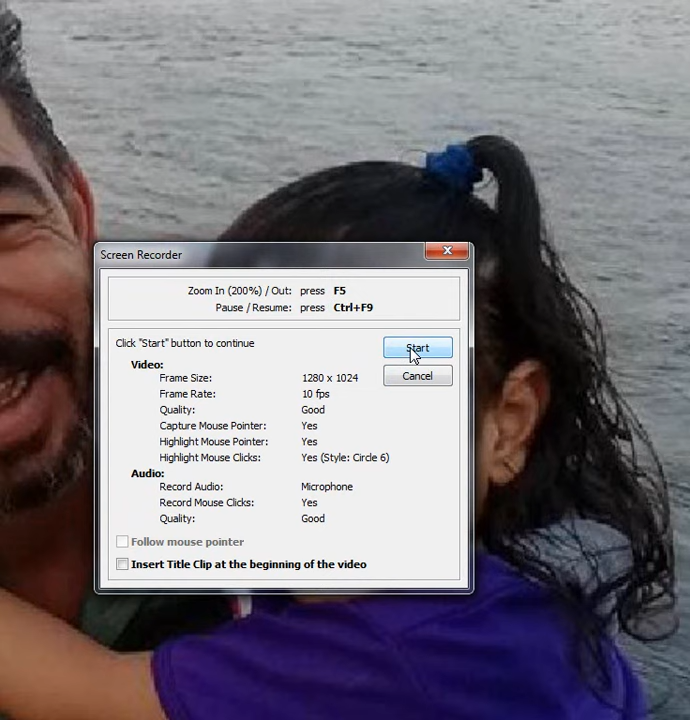 Screen Recorder
Zoom In (200%) / Out: press F5
Pause / Resume: press Ctrl+F9
Click "Start" button to continue
Start
Cancel
Video:
Frame Size: 1280 x 1024
Frame Rate: 10 fps
Quality: Good
Capture Mouse Pointer: Yes
Highlight Mouse Pointer: Yes
Highlight Mouse Clicks: Yes (Style: Circle 6)
Audio:
Record Audio: Microphone
Record Mouse Clicks: Yes
Quality: Good
Follow mouse pointer
Insert Title Clip at the beginning of the video